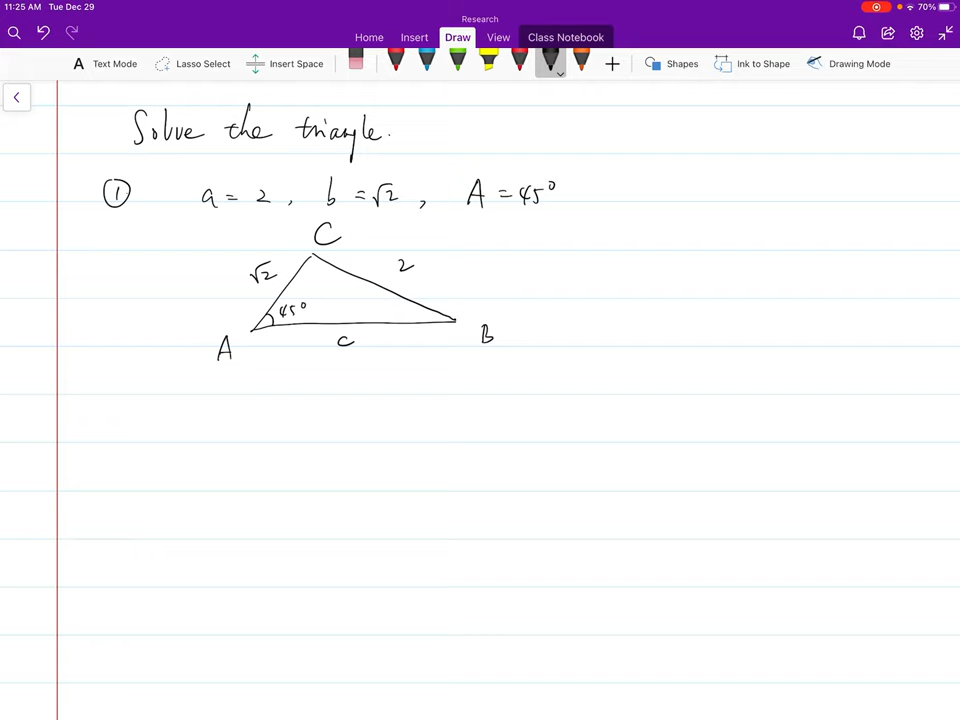 11:25 AM Tue Dec 29 70%
Research
Home Insert Draw View Class Notebook
A Text Mode Lasso Select Insert Space Shapes Ink to Shape Drawing Mode
Solve the triangle.
① a = 2, b = √2, A = 45°
C
√2 2
45°
A c B